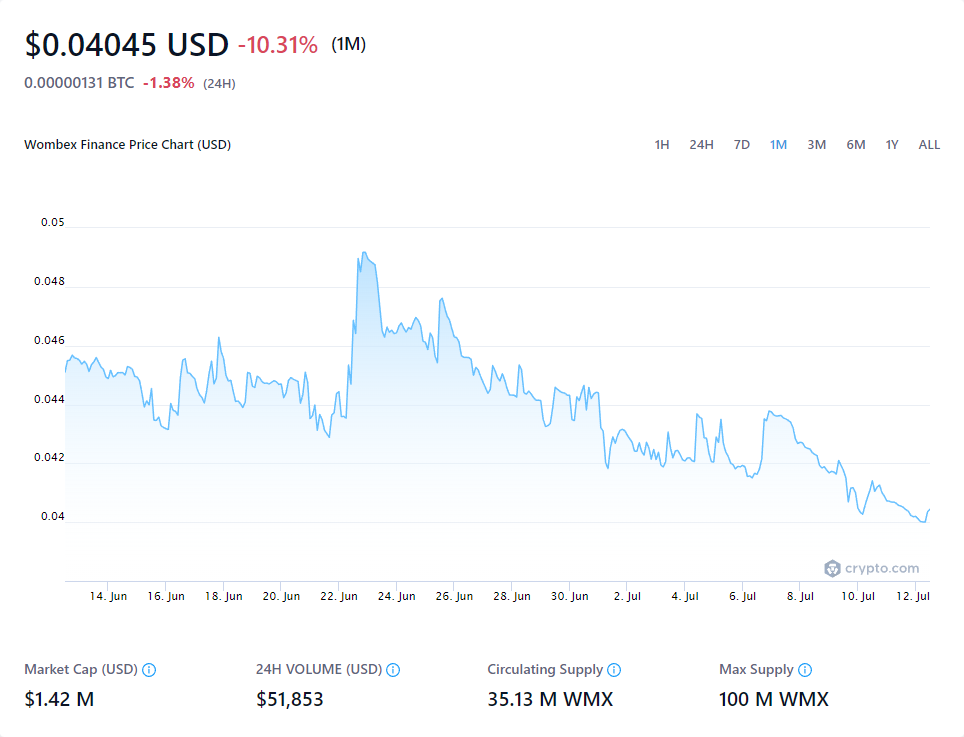 $0.04045 USD -10.31% (1M)
0.00000131 BTC -1.38% (24H)
Wombex Finance Price Chart (USD)
1H 24H 7D 1M 3M 6M 1Y ALL
0.05
0.048
0.046
0.044
0.042
0.04
crypto.com
14. Jun 16. Jun 18. Jun 20. Jun 22. Jun 24. Jun 26. Jun 28. Jun 30. Jun 2. Jul 4. Jul 6. Jul 8. Jul 10. Jul 12. Jul
Market Cap (USD) 24H VOLUME (USD) Circulating Supply Max Supply
$1.42 M $51,853 35.13 M WMX 100 M WMX